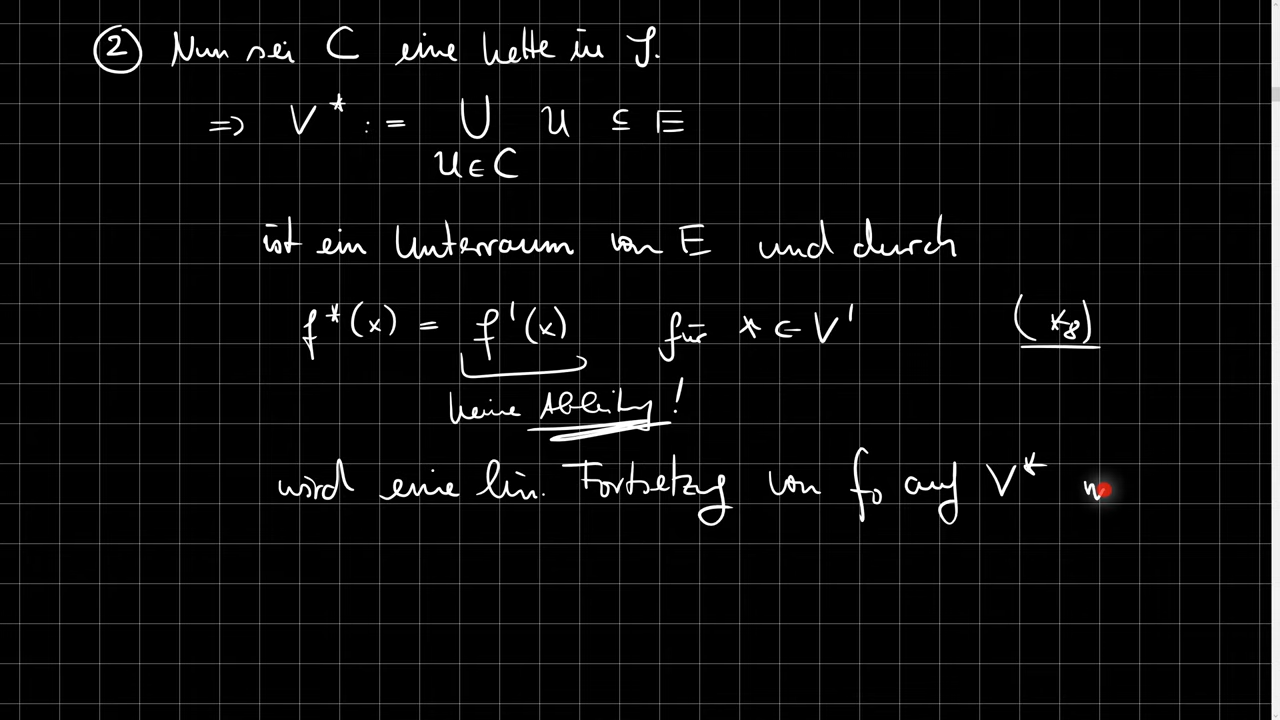 ② Nun sei C eine Kette in 𝒮.
⇒ V* := ⋃ U ⊆ E
U ∈ C
ist ein Unterraum von E und durch
f*(x) = f'(x) für x ∈ V' (*₈)
keine Ableitung!
wird eine lin. Fortsetzung von f₀ auf V*